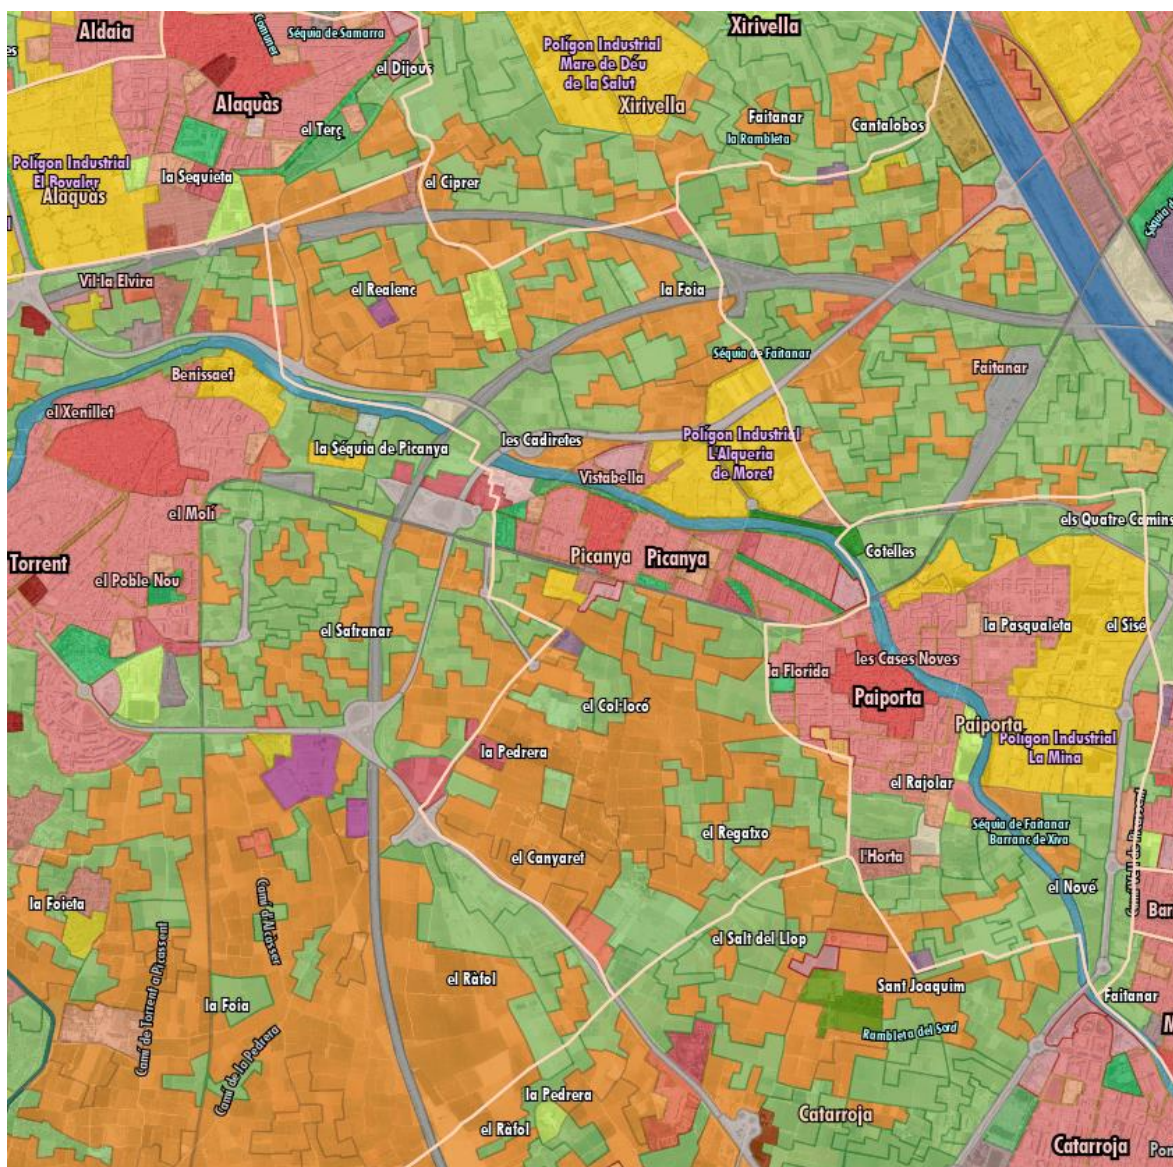 Aldaia
Comuner
Séquia de Samarra
Xirivella
Polígon Industrial
Mare de Déu
de la Salut
el Dijous
Alaquàs
Xirivella
Faitanar
Cantalobos
el Terç
la Rambleta
Polígon Industrial
El Bovalar
Alaquàs
la Sequieta
el Ciprer
Vil·la Elvira
el Realenc
la Foia
Séquia de Faitanar
Faitanar
Benissaet
el Xenillet
la Séquia de Picanya
les Cadiretes
Polígon Industrial
L'Alqueria
de Moret
Vistabella
el Molí
els Quatre Camins
Cotelles
Picanya
Picanya
Torrent
el Poble Nou
el Safranar
la Pasqualeta
el Sisé
les Cases Noves
la Florida
Paiporta
el Col·locó
Paiporta
Polígon Industrial
La Mina
la Pedrera
el Rajolar
el Regatxo
Séquia de Faitanar
Barranc de Xiva
el Canyaret
l'Horta
el Nové
la Foieta
Camí d'Alcàsser
Camí de Torrent a Picassent
Camí Vell de Picassent
Bar
el Salt del Llop
el Ràfol
Sant Joaquim
Faitanar
la Foia
Rambleta del Sord
Camí de la Pedrera
la Pedrera
Catarroja
el Ràfol
Catarroja